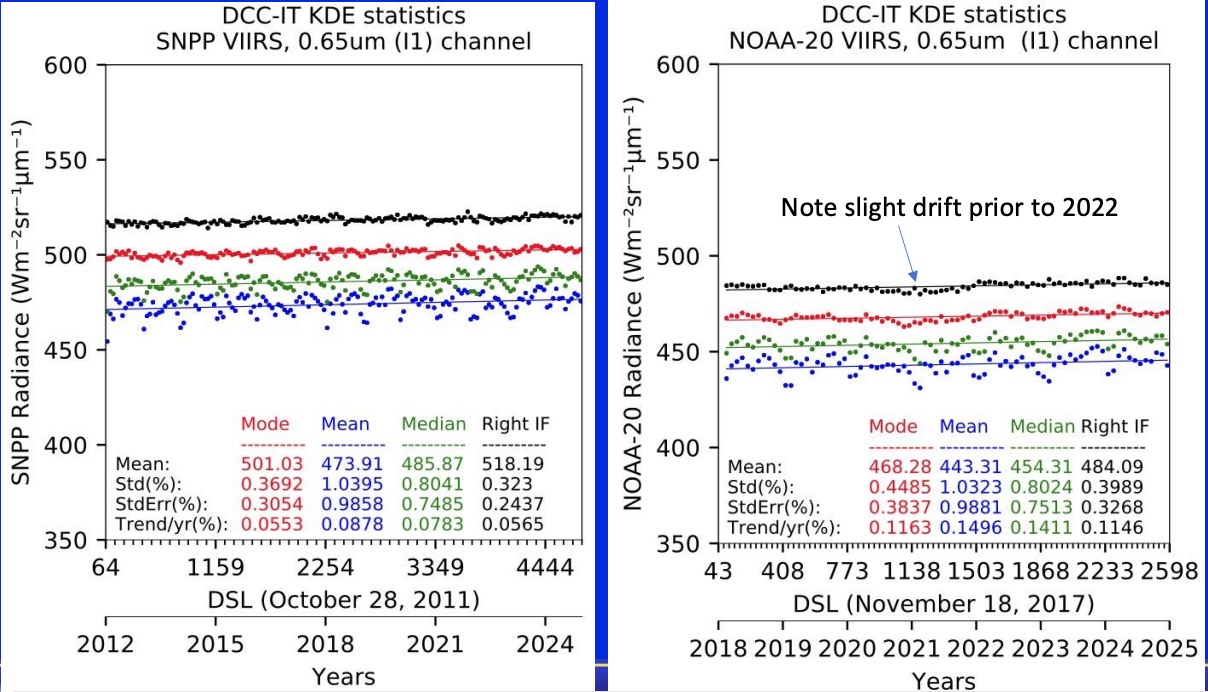 DCC-IT KDE statistics
SNPP VIIRS, 0.65um (I1) channel
SNPP Radiance (Wm⁻²sr⁻¹µm⁻¹)
600
550
500
450
400
350
Mode Mean Median Right IF
---------- ---------- ---------- ----------
Mean: 501.03 473.91 485.87 518.19
Std(%): 0.3692 1.0395 0.8041 0.323
StdErr(%): 0.3054 0.9858 0.7485 0.2437
Trend/yr(%): 0.0553 0.0878 0.0783 0.0565
64 1159 2254 3349 4444
DSL (October 28, 2011)
2012 2015 2018 2021 2024
Years
DCC-IT KDE statistics
NOAA-20 VIIRS, 0.65um (I1) channel
NOAA-20 Radiance (Wm⁻²sr⁻¹µm⁻¹)
600
550
500
450
400
350
Note slight drift prior to 2022
Mode Mean Median Right IF
---------- ---------- ---------- ----------
Mean: 468.28 443.31 454.31 484.09
Std(%): 0.4485 1.0323 0.8024 0.3989
StdErr(%): 0.3837 0.9881 0.7513 0.3268
Trend/yr(%): 0.1163 0.1496 0.1411 0.1146
43 408 773 1138 1503 1868 2233 2598
DSL (November 18, 2017)
2018 2019 2020 2021 2022 2023 2024 2025
Years